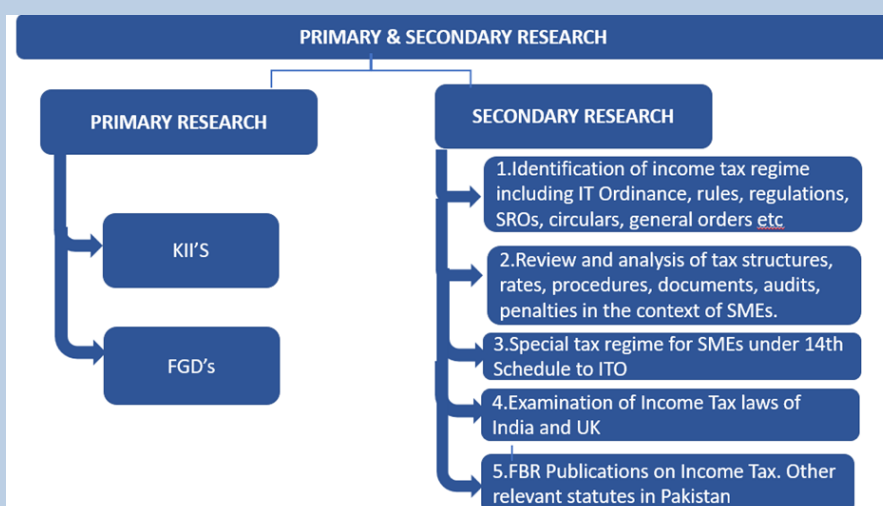 PRIMARY & SECONDARY RESEARCH
PRIMARY RESEARCH
KII'S
FGD's
SECONDARY RESEARCH
1.Identification of income tax regime
including IT Ordinance, rules, regulations,
SROs, circulars, general orders etc
2.Review and analysis of tax structures,
rates, procedures, documents, audits,
penalties in the context of SMEs.
3.Special tax regime for SMEs under 14th
Schedule to ITO
4.Examination of Income Tax laws of
India and UK
5.FBR Publications on Income Tax. Other
relevant statutes in Pakistan